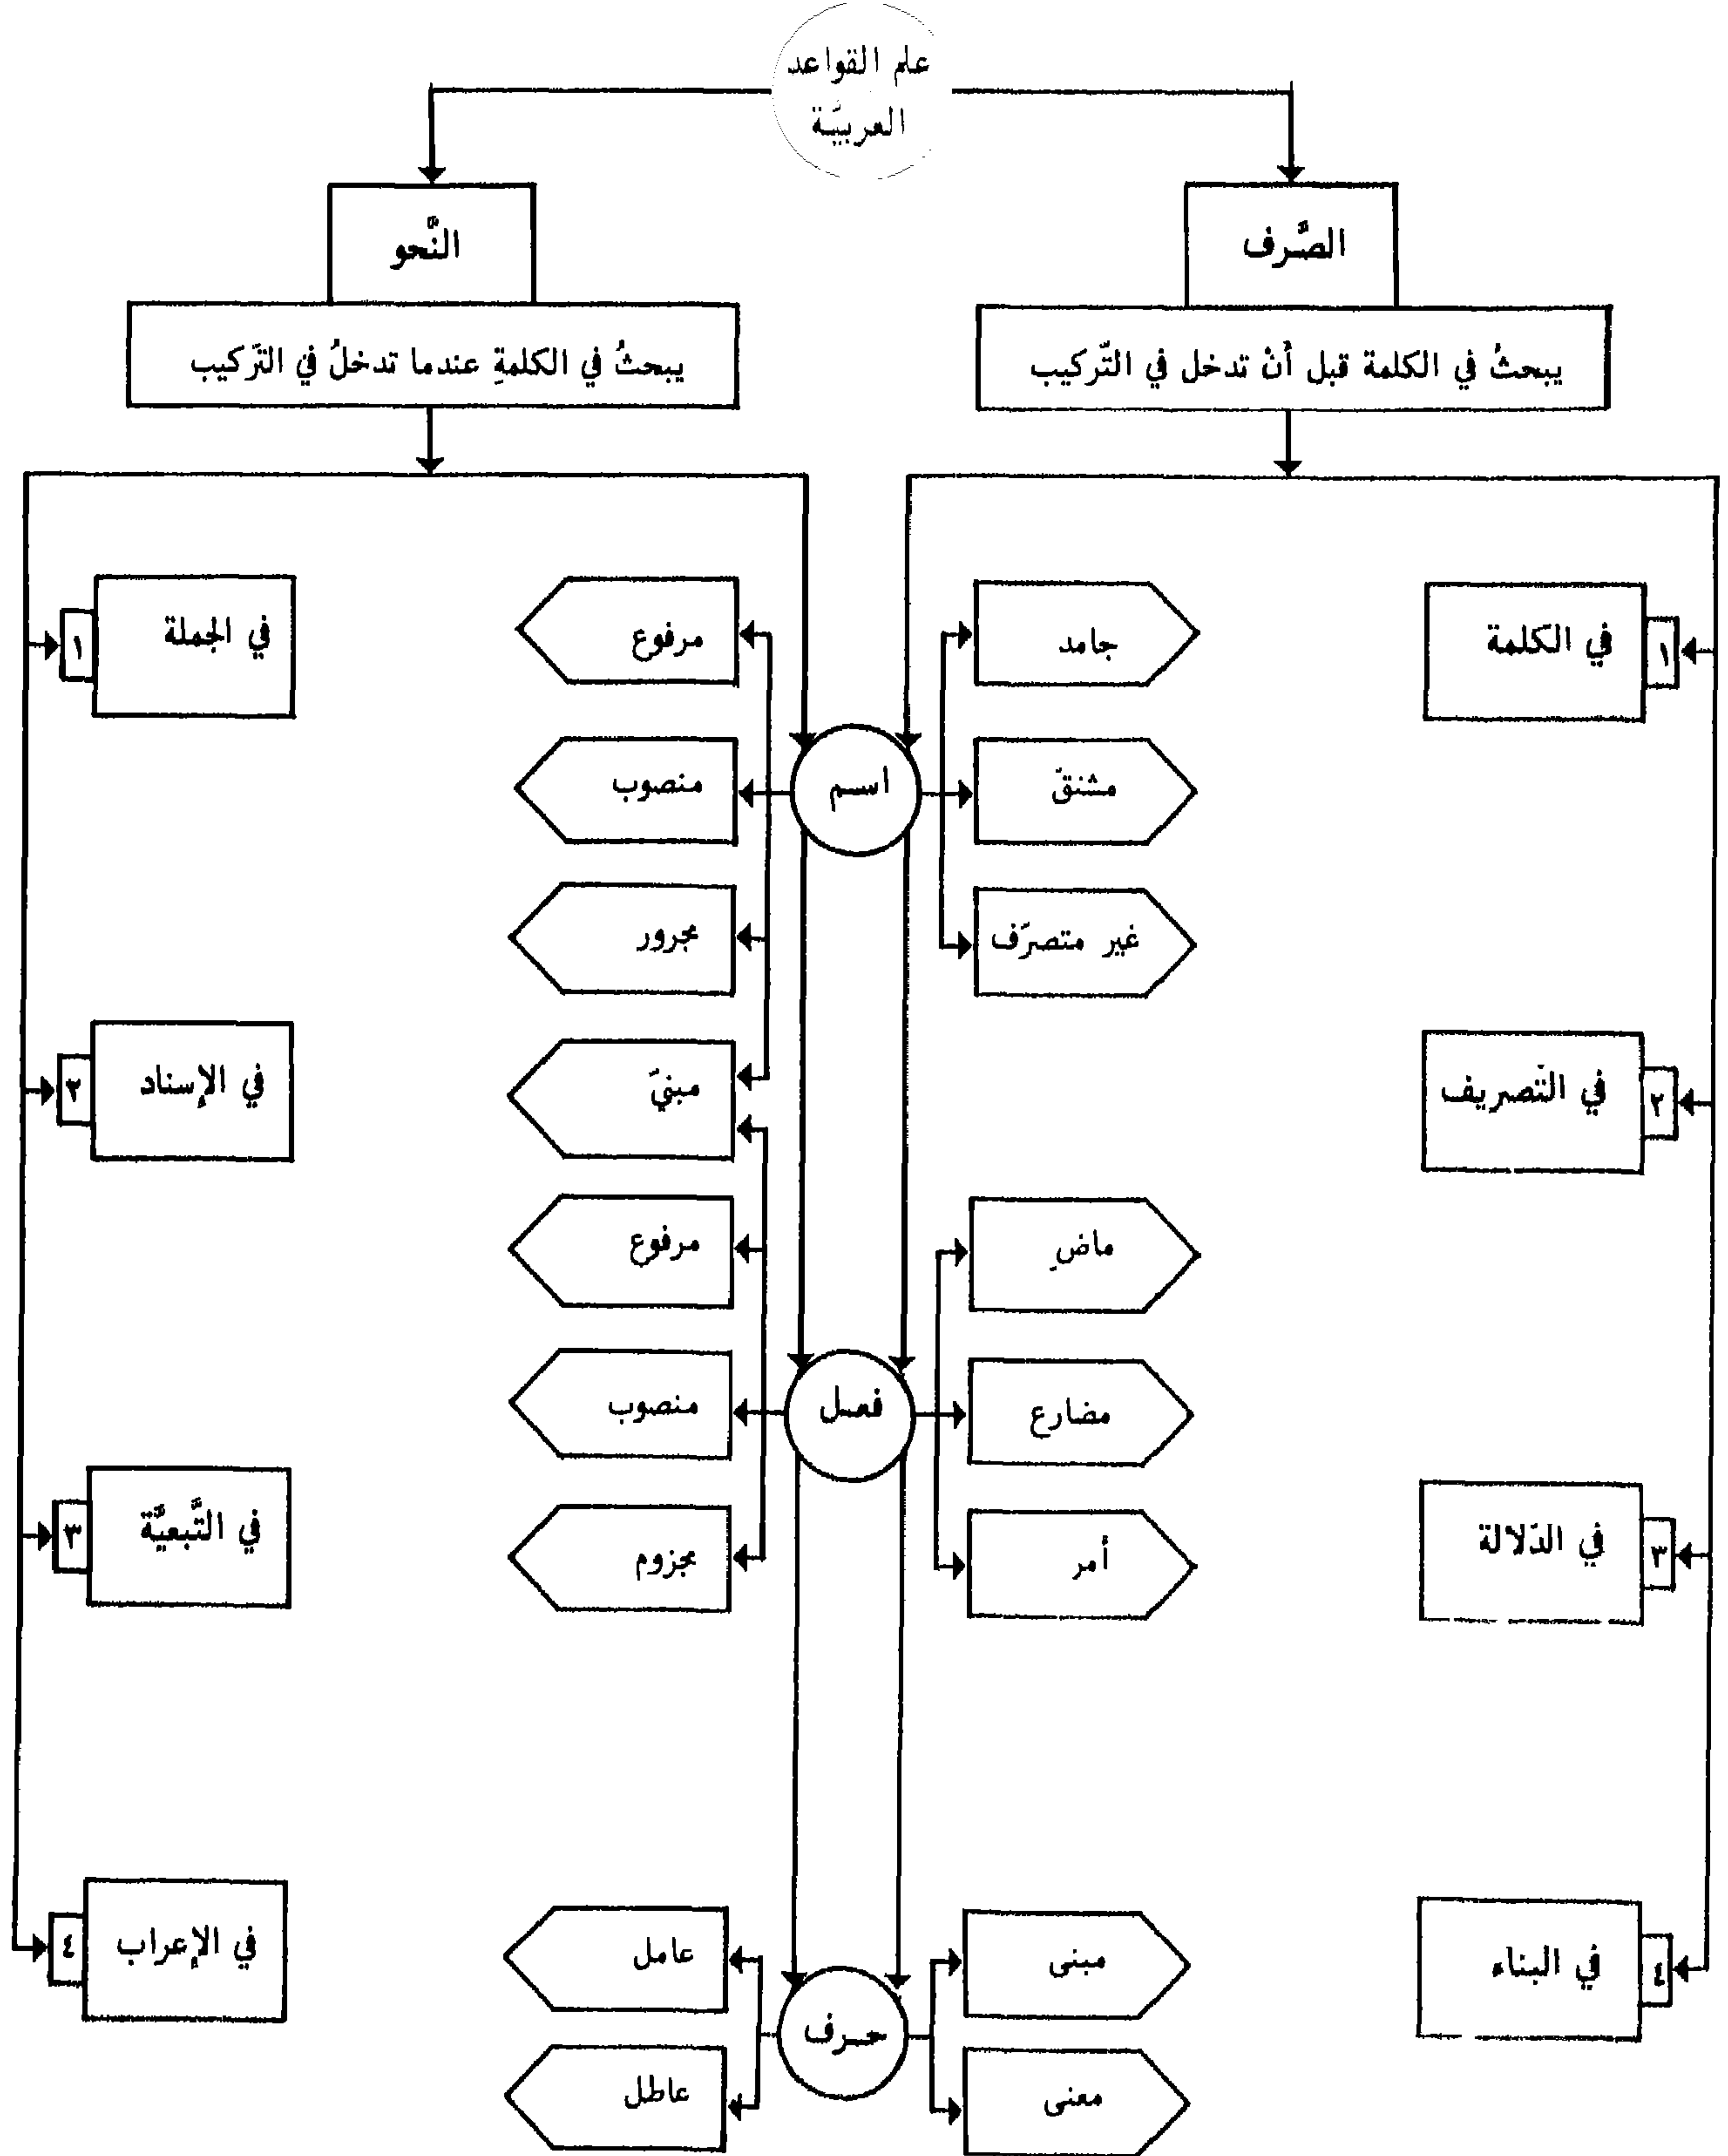 علم القواعد
العربيّة
الصَّرف
النَّحو
يبحثُ في الكلمة قبل أنْ تدخل في التّركيب
يبحثُ في الكلمةِ عندما تدخلُ في التّركيب
١ في الكلمة
٢ في التّصريف
٣ في الدّلالة
٤ في البناء
اسم
جامد
مشتقّ
غير متصرّف
مرفوع
منصوب
مجرور
مبنيّ
فعل
ماضٍ
مضارع
أمر
مرفوع
منصوب
مجزوم
حرف
مبنى
معنى
عامل
عاطل
١ في الجملة
٢ في الإسناد
٣ في التَّبعيَّة
٤ في الإعراب